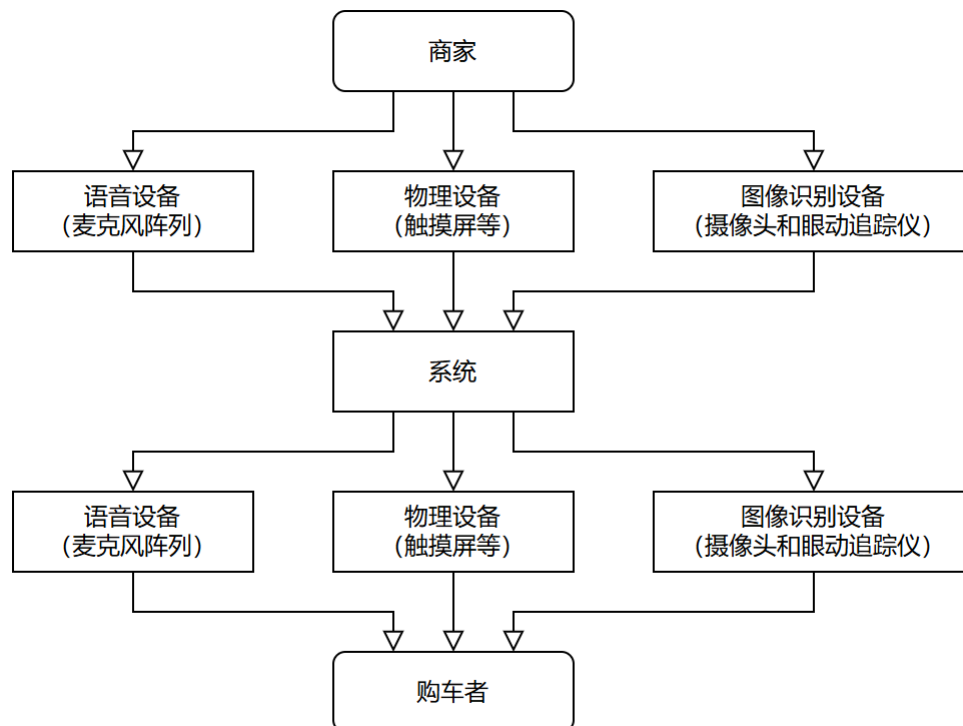 商家
语音设备
（麦克风阵列）
物理设备
（触摸屏等）
图像识别设备
（摄像头和眼动追踪仪）
系统
语音设备
（麦克风阵列）
物理设备
（触摸屏等）
图像识别设备
（摄像头和眼动追踪仪）
购车者